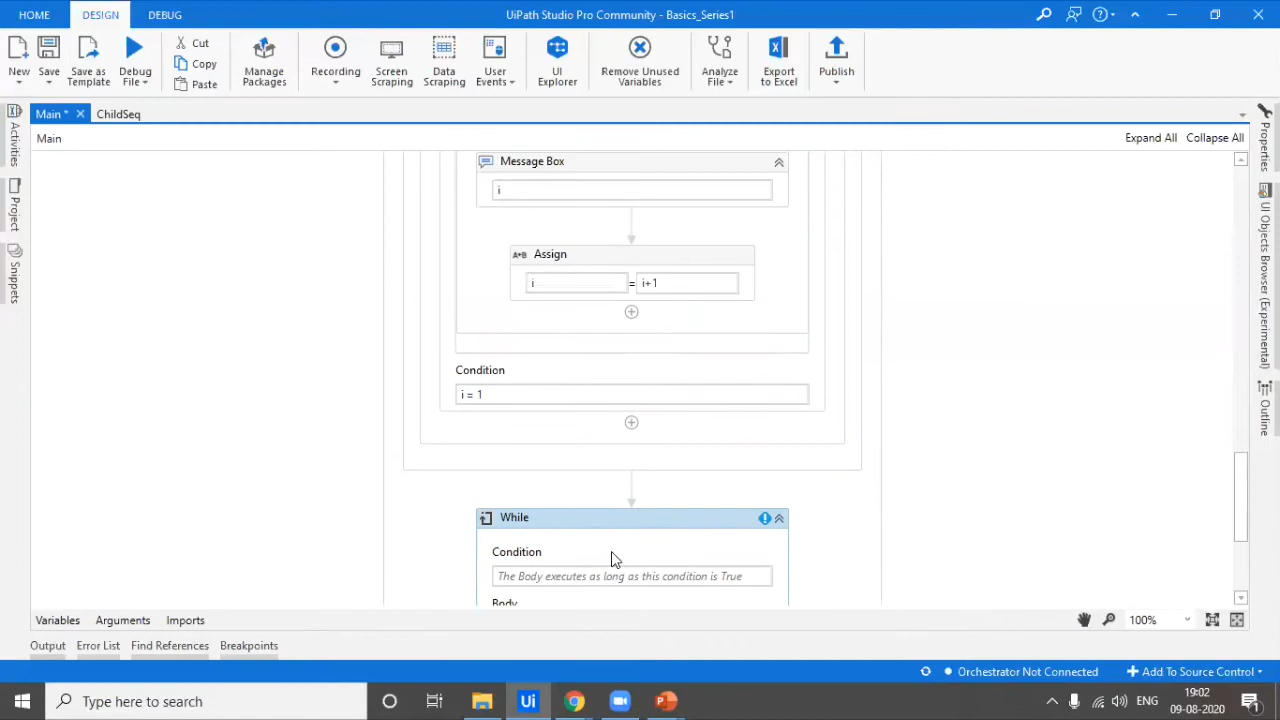 HOME DESIGN DEBUG UiPath Studio Pro Community - Basics_Series1
New Save Save as Template Debug File Cut Copy Paste Manage Packages Recording Screen Scraping Data Scraping User Events UI Explorer Remove Unused Variables Analyze File Export to Excel Publish
Main * ChildSeq
Main Expand All Collapse All
Activities
Project
Snippets
Properties
UI Objects Browser (Experimental)
Outline
Message Box
i
A+B Assign
i = i+1
Condition
i = 1
While
Condition
The Body executes as long as this condition is True
Body
Variables Arguments Imports 100%
Output Error List Find References Breakpoints
Orchestrator Not Connected Add To Source Control
Ui Type here to search ENG 19:02
09-08-2020 1